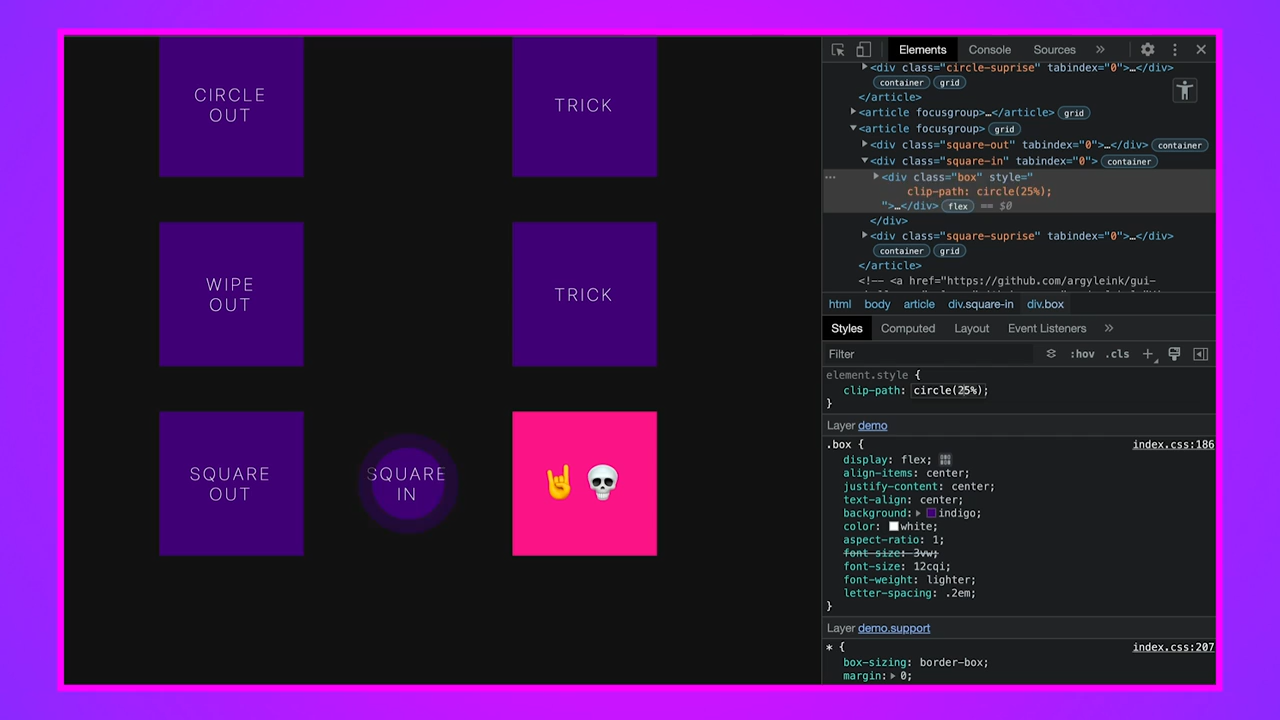 CIRCLE
OUT
TRICK
WIPE
OUT
TRICK
SQUARE
OUT
SQUARE
IN
Elements Console Sources »
▸<div class="circle-suprise" tabindex="0">…</div>
container grid
</article>
▸<article focusgroup>…</article> grid
▾<article focusgroup> grid
▸<div class="square-out" tabindex="0">…</div> container
▾<div class="square-in" tabindex="0"> container
… ▸<div class="box" style="
clip-path: circle(25%);
">…</div> flex == $0
</div>
▸<div class="square-suprise" tabindex="0">…</div>
container grid
</article>
<!-- <a href="https://github.com/argyleink/gui-
html body article div.square-in div.box
Styles Computed Layout Event Listeners »
Filter :hov .cls +
element.style {
clip-path: circle(25%);
}
Layer demo
.box { index.css:186
display: flex;
align-items: center;
justify-content: center;
text-align: center;
background: ▸ indigo;
color: white;
aspect-ratio: 1;
font-size: 3vw;
font-size: 12cqi;
font-weight: lighter;
letter-spacing: .2em;
}
Layer demo.support
* { index.css:207
box-sizing: border-box;
margin: ▸ 0;